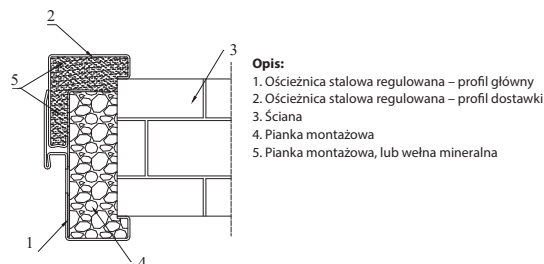 2
3
5
1
4
Opis:
1. Ościeżnica stalowa regulowana – profil główny
2. Ościeżnica stalowa regulowana – profil dostawki
3. Ściana
4. Pianka montażowa
5. Pianka montażowa, lub wełna mineralna